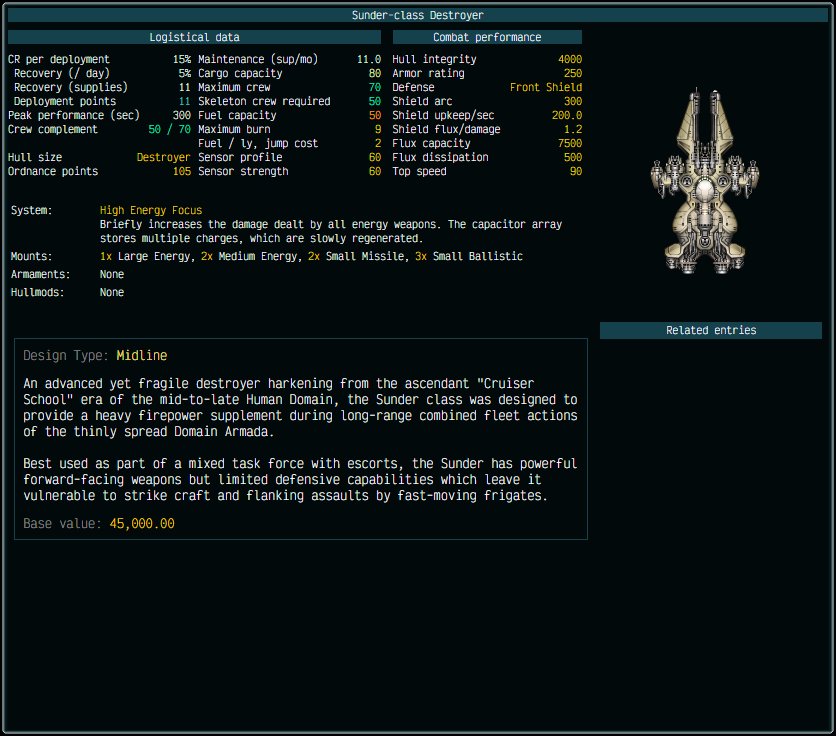 Sunder-class Destroyer
Logistical data
CR per deployment 15% Maintenance (sup/mo) 11.0
Recovery (/ day) 5% Cargo capacity 80
Recovery (supplies) 11 Maximum crew 70
Deployment points 11 Skeleton crew required 50
Peak performance (sec) 300 Fuel capacity 50
Crew complement 50 / 70 Maximum burn 9
Fuel / ly, jump cost 2
Hull size Destroyer Sensor profile 60
Ordnance points 105 Sensor strength 60
Combat performance
Hull integrity 4000
Armor rating 250
Defense Front Shield
Shield arc 300
Shield upkeep/sec 200.0
Shield flux/damage 1.2
Flux capacity 7500
Flux dissipation 500
Top speed 90
System: High Energy Focus
Briefly increases the damage dealt by all energy weapons. The capacitor array
stores multiple charges, which are slowly regenerated.
Mounts: 1x Large Energy, 2x Medium Energy, 2x Small Missile, 3x Small Ballistic
Armaments: None
Hullmods: None
Related entries
Design Type: Midline
An advanced yet fragile destroyer harkening from the ascendant "Cruiser
School" era of the mid-to-late Human Domain, the Sunder class was designed to
provide a heavy firepower supplement during long-range combined fleet actions
of the thinly spread Domain Armada.
Best used as part of a mixed task force with escorts, the Sunder has powerful
forward-facing weapons but limited defensive capabilities which leave it
vulnerable to strike craft and flanking assaults by fast-moving frigates.
Base value: 45,000.00